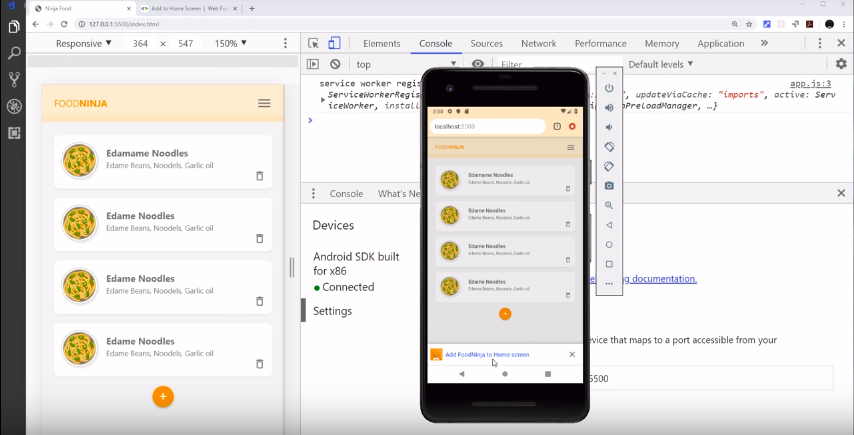 Ninja Food
Add to Home Screen | Web Fo
127.0.0.1:5500/index.html
Responsive
364
×
547
150%
Elements
Console
Sources
Network
Performance
Memory
Application
top
Filter
Default levels
service worker regis
app.js:3
ServiceWorkerRegis
updateViaCache: "imports", active: Serv
iceWorker, install
PreLoadManager, …}
FOODNINJA
Edamame Noodles
Edame Beans, Noodels, Garlic oil
Edame Noodles
Edame Beans, Noodels, Garlic oil
Edame Noodles
Edame Beans, Noodels, Garlic oil
Edame Noodles
Edame Beans, Noodels, Garlic oil
Console
What's Ne
Devices
Android SDK built
for x86
Connected
Settings
ng documentation.
evice that maps to a port accessible from your
5500
localhost:5500
FOODNINJA
Edamame Noodles
Edame Beans, Noodels, Garlic oil
Edame Noodles
Edame Beans, Noodels, Garlic oil
Edame Noodles
Edame Beans, Noodels, Garlic oil
Edame Noodles
Edame Beans, Noodels, Garlic oil
Add FoodNinja to Home screen